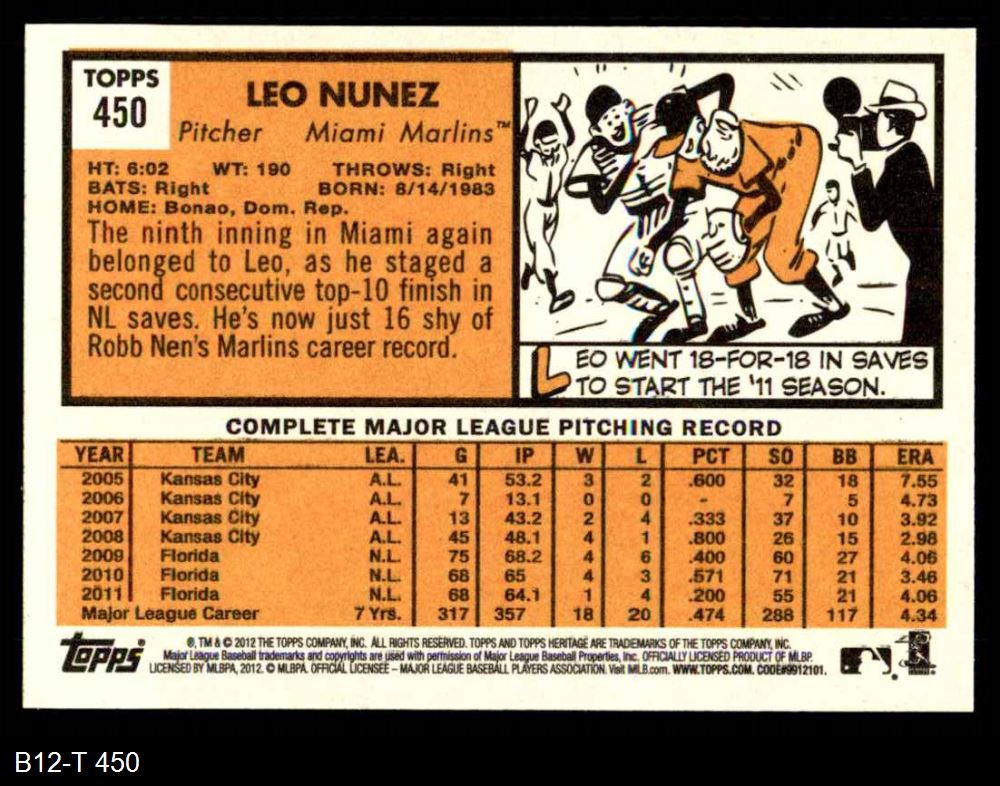 TOPPS
450
LEO NUNEZ
Pitcher Miami Marlins™
HT: 6:02 WT: 190 THROWS: Right
BATS: Right BORN: 8/14/1983
HOME: Bonao, Dom. Rep.
The ninth inning in Miami again
belonged to Leo, as he staged a
second consecutive top-10 finish in
NL saves. He's now just 16 shy of
Robb Nen's Marlins career record.
LEO WENT 18-FOR-18 IN SAVES
TO START THE '11 SEASON.
COMPLETE MAJOR LEAGUE PITCHING RECORD
YEAR TEAM LEA. G IP W L PCT SO BB ERA
2005 Kansas City A.L. 41 53.2 3 2 .600 32 18 7.55
2006 Kansas City A.L. 7 13.1 0 0 - 7 5 4.73
2007 Kansas City A.L. 13 43.2 2 4 .333 37 10 3.92
2008 Kansas City A.L. 45 48.1 4 1 .800 26 15 2.98
2009 Florida N.L. 75 68.2 4 6 .400 60 27 4.06
2010 Florida N.L. 68 65 4 3 .571 71 21 3.46
2011 Florida N.L. 68 64.1 1 4 .200 55 21 4.06
Major League Career 7 Yrs. 317 357 18 20 .474 288 117 4.34
Topps
®, TM & © 2012 THE TOPPS COMPANY, INC. ALL RIGHTS RESERVED. TOPPS AND TOPPS HERITAGE ARE TRADEMARKS OF THE TOPPS COMPANY, INC.
Major League Baseball trademarks and copyrights are used with permission of Major League Baseball Properties, Inc. OFFICIALLY LICENSED PRODUCT OF MLBP.
LICENSED BY MLBPA, 2012. © MLBPA. OFFICIAL LICENSEE – MAJOR LEAGUE BASEBALL PLAYERS ASSOCIATION. Visit MLB.com. WWW.TOPPS.COM. CODE#9912101.
B12-T 450